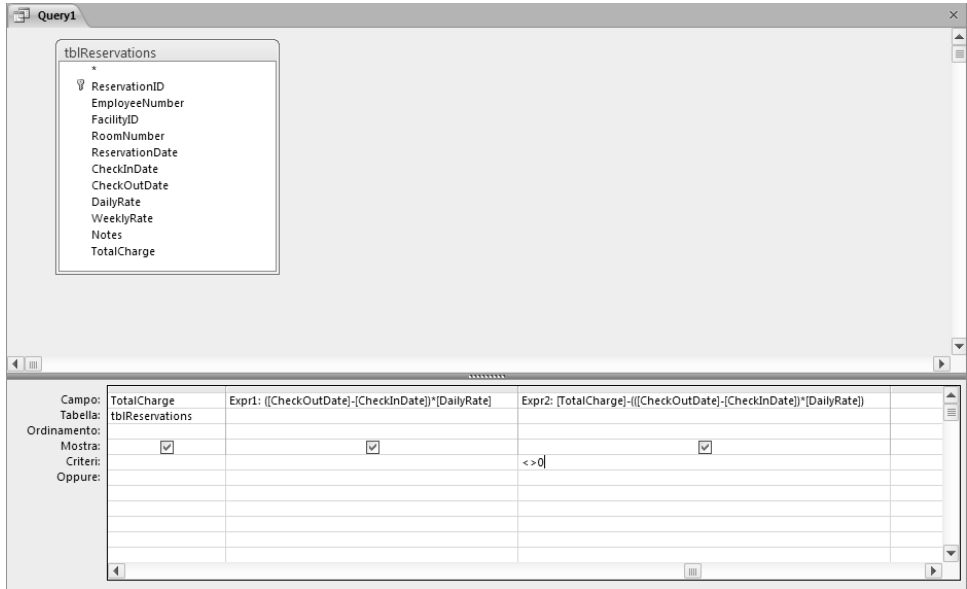 Query1
tblReservations
*
ReservationID
EmployeeNumber
FacilityID
RoomNumber
ReservationDate
CheckInDate
CheckOutDate
DailyRate
WeeklyRate
Notes
TotalCharge
Campo: TotalCharge Expr1: ([CheckOutDate]-[CheckInDate])*[DailyRate] Expr2: [TotalCharge]-(([CheckOutDate]-[CheckInDate])*[DailyRate])
Tabella: tblReservations
Ordinamento:
Mostra:
Criteri: <>0
Oppure: